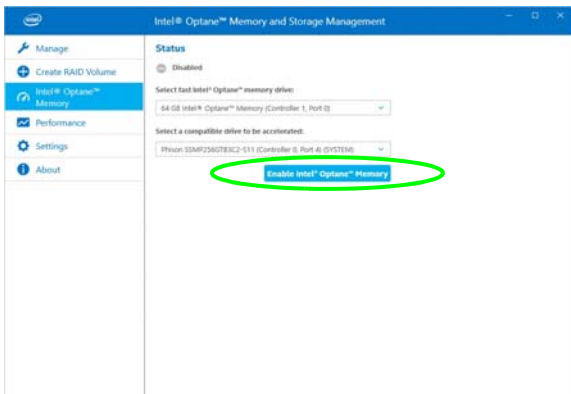 intel
Intel® Optane™ Memory and Storage Management
Manage
Create RAID Volume
Intel® Optane™
Memory
Performance
Settings
About
Status
Disabled
Select fast Intel® Optane™ memory drive:
64 GB Intel® Optane™ Memory (Controller 1, Port 0)
Select a compatible drive to be accelerated:
Phison SSMP256GTB3C2-S11 (Controller 0, Port 4) (SYSTEM)
Enable Intel® Optane™ Memory